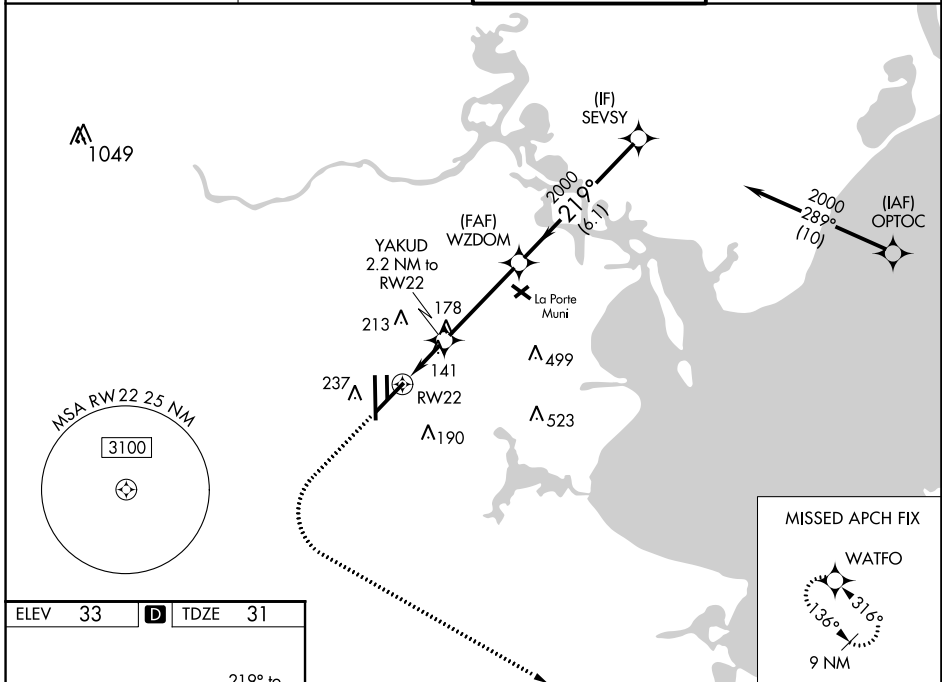 1049
(IF)
SEVSY
2000
219°
(6.1)
2000
289°
(10)
(IAF)
OPTOC
(FAF)
WZDOM
YAKUD
2.2 NM to
RW22
La Porte
Muni
213
178
499
141
237
RW22
523
190
MSA RW22 25 NM
3100
MISSED APCH FIX
WATFO
136°
316°
9 NM
ELEV 33 D TDZE 31
219° to